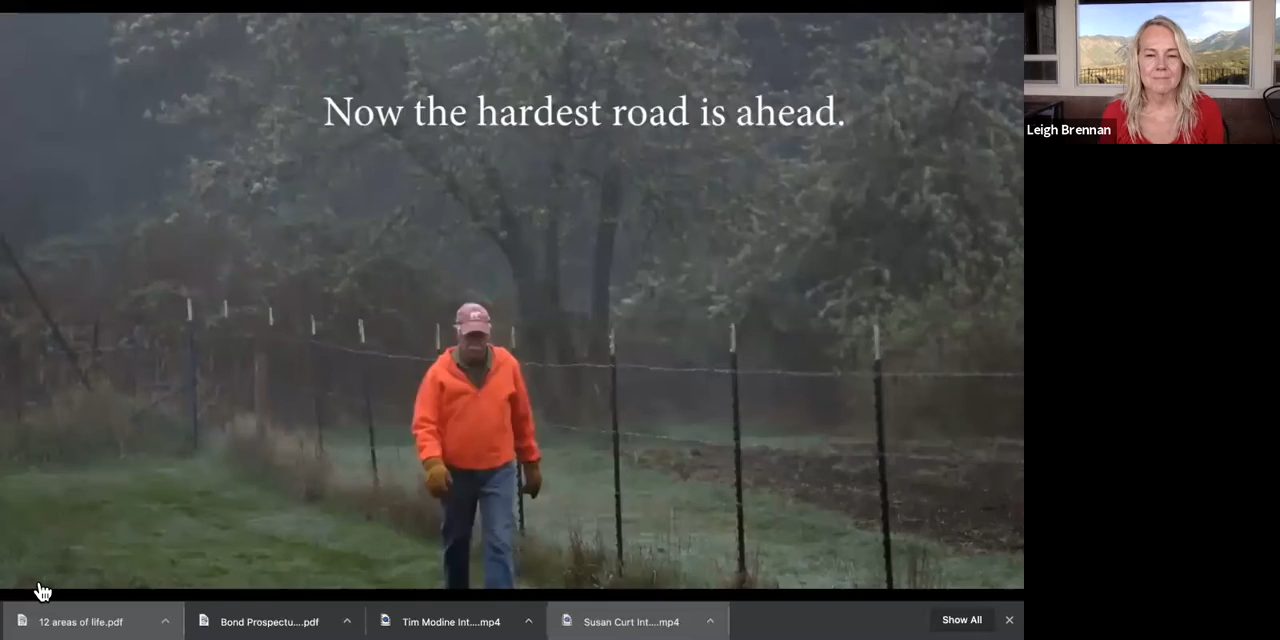 Now the hardest road is ahead.
Leigh Brennan
12 areas of life.pdf
Bond Prospectu....pdf
Tim Modine Int....mp4
Susan Curt Int....mp4
Show All